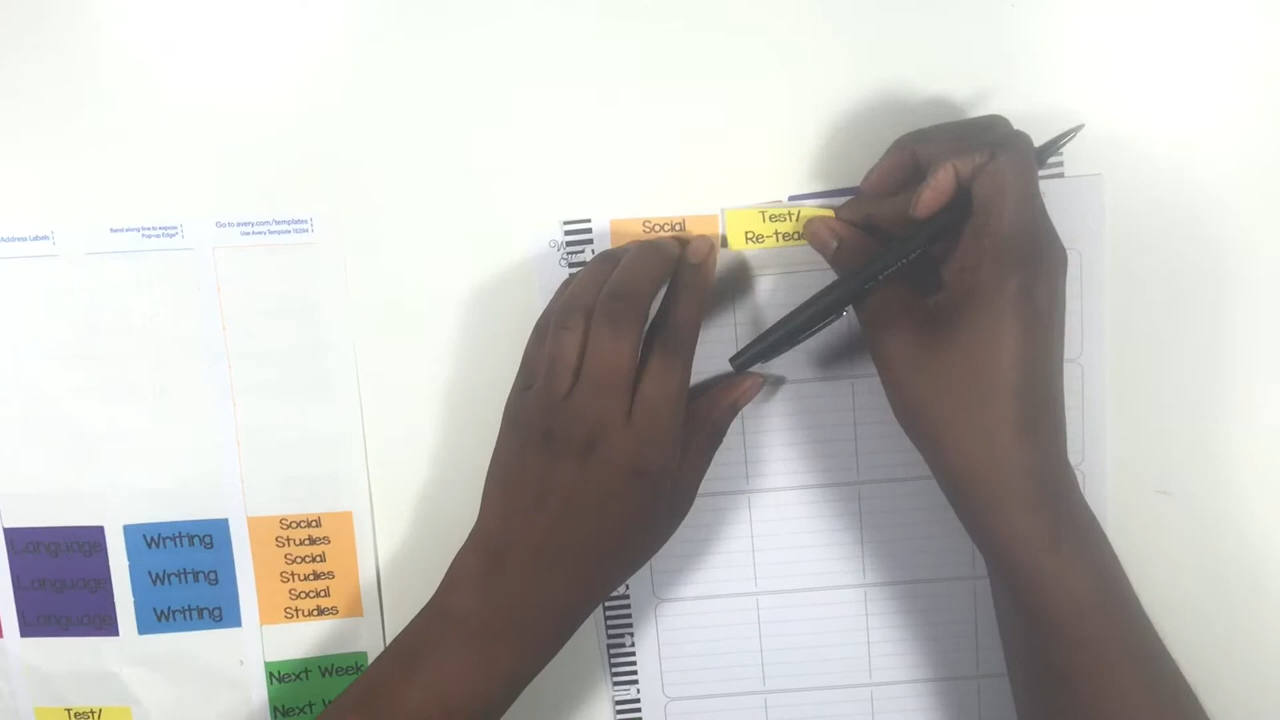 Address Labels
Bend along line to expose
Pop-up Edge®
Go to avery.com/templates
Use Avery Template 18294
Social
Test/
Re-teac
Language
Language
Language
Writing
Writing
Writing
Social
Studies
Social
Studies
Social
Studies
Next Week
Next W
Test/